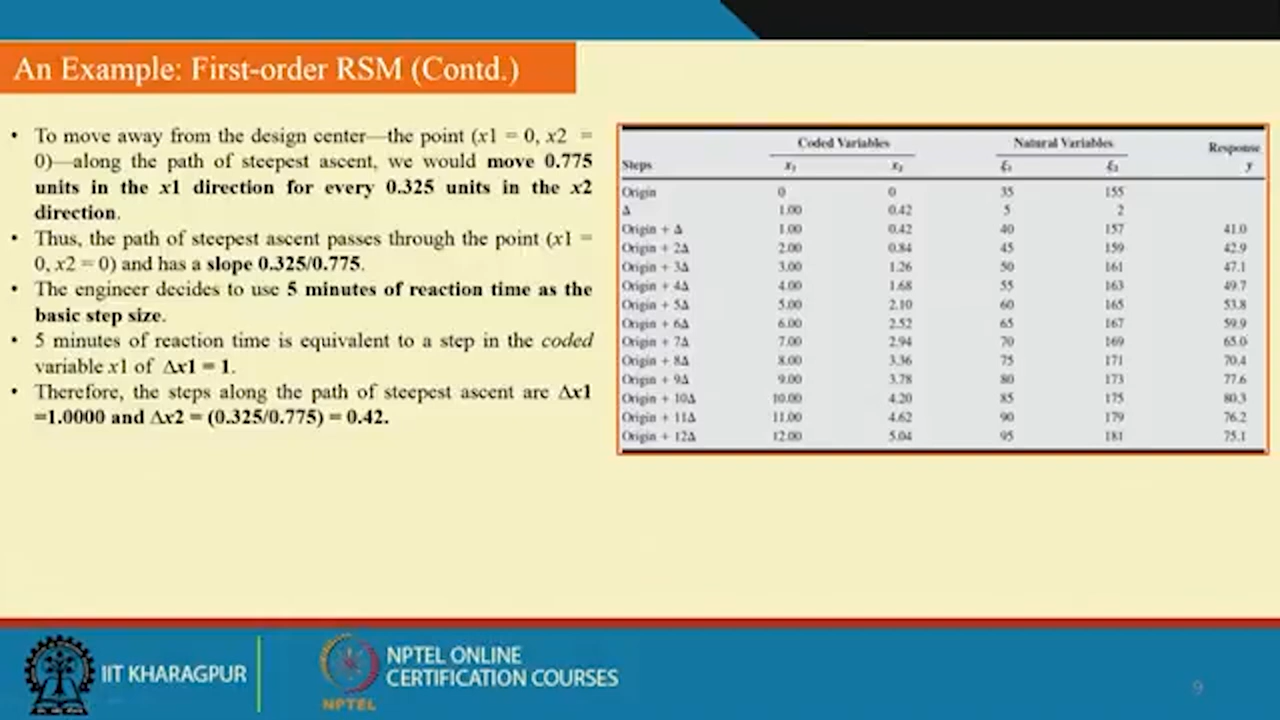 An Example: First-order RSM (Contd.)
• To move away from the design center—the point (x1 = 0, x2 =
0)—along the path of steepest ascent, we would move 0.775
units in the x1 direction for every 0.325 units in the x2
direction.
• Thus, the path of steepest ascent passes through the point (x1 =
0, x2 = 0) and has a slope 0.325/0.775.
• The engineer decides to use 5 minutes of reaction time as the
basic step size.
• 5 minutes of reaction time is equivalent to a step in the coded
variable x1 of Δx1 = 1.
• Therefore, the steps along the path of steepest ascent are Δx1
=1.0000 and Δx2 = (0.325/0.775) = 0.42.
Coded Variables Natural Variables Response
Steps x₁ x₂ ξ₁ ξ₂ y
Origin 0 0 35 155
Δ 1.00 0.42 5 2
Origin + Δ 1.00 0.42 40 157 41.0
Origin + 2Δ 2.00 0.84 45 159 42.9
Origin + 3Δ 3.00 1.26 50 161 47.1
Origin + 4Δ 4.00 1.68 55 163 49.7
Origin + 5Δ 5.00 2.10 60 165 53.8
Origin + 6Δ 6.00 2.52 65 167 59.9
Origin + 7Δ 7.00 2.94 70 169 65.0
Origin + 8Δ 8.00 3.36 75 171 70.4
Origin + 9Δ 9.00 3.78 80 173 77.6
Origin + 10Δ 10.00 4.20 85 175 80.3
Origin + 11Δ 11.00 4.62 90 179 76.2
Origin + 12Δ 12.00 5.04 95 181 75.1
IIT KHARAGPUR
NPTEL
NPTEL ONLINE
CERTIFICATION COURSES
9